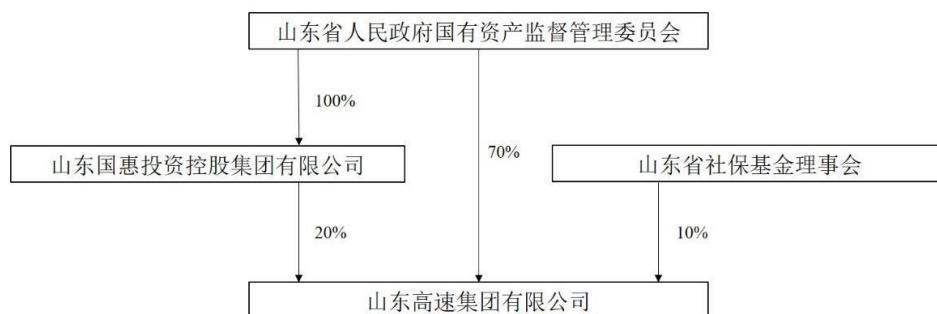 山东省人民政府国有资产监督管理委员会
100%
70%
山东国惠投资控股集团有限公司
山东省社保基金理事会
20%
10%
山东高速集团有限公司